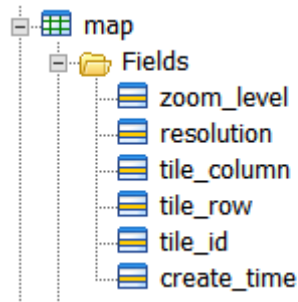 map
Fields
zoom_level
resolution
tile_column
tile_row
tile_id
create_time